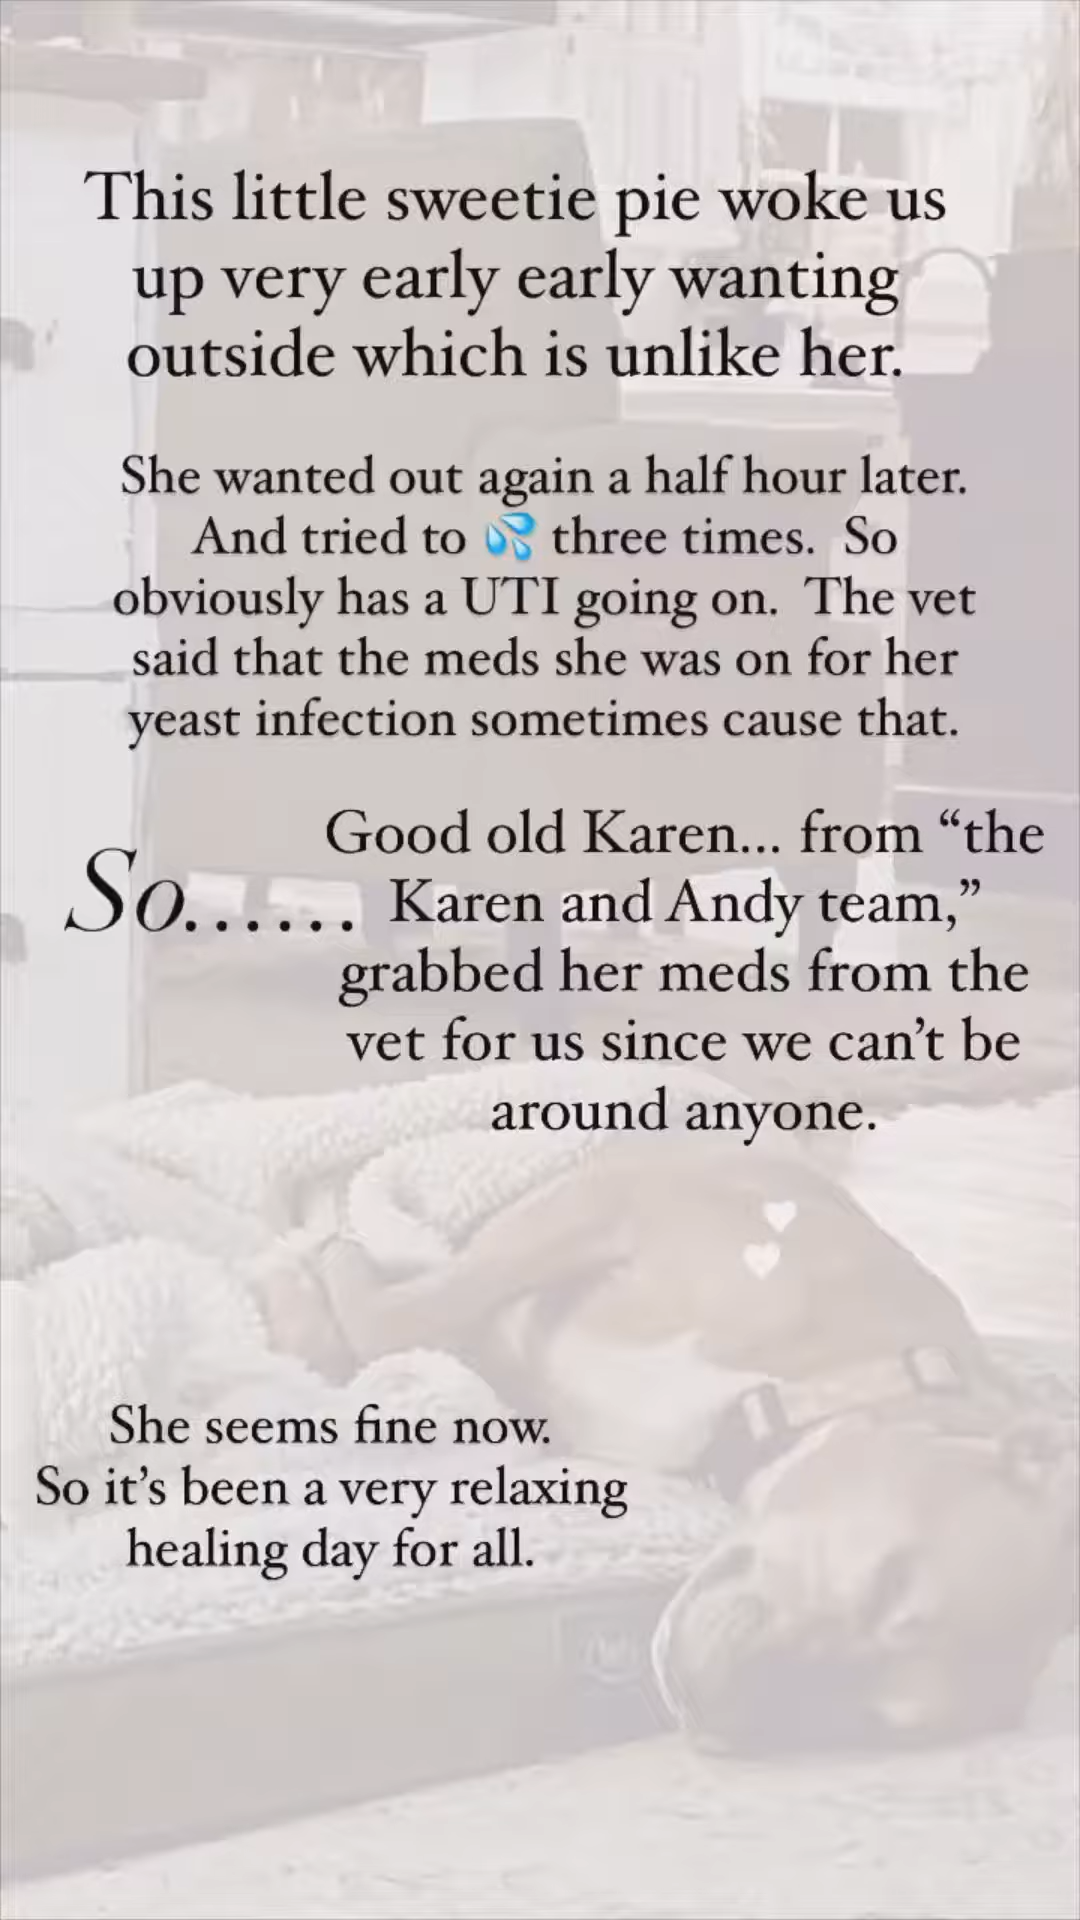 This little sweetie pie woke us
up very early early wanting
outside which is unlike her.
She wanted out again a half hour later.
And tried to 💦 three times.  So
obviously has a UTI going on.  The vet
said that the meds she was on for her
yeast infection sometimes cause that.
So......
Good old Karen... from “the
Karen and Andy team,”
grabbed her meds from the
vet for us since we can’t be
around anyone.
She seems fine now.
So it’s been a very relaxing
healing day for all.